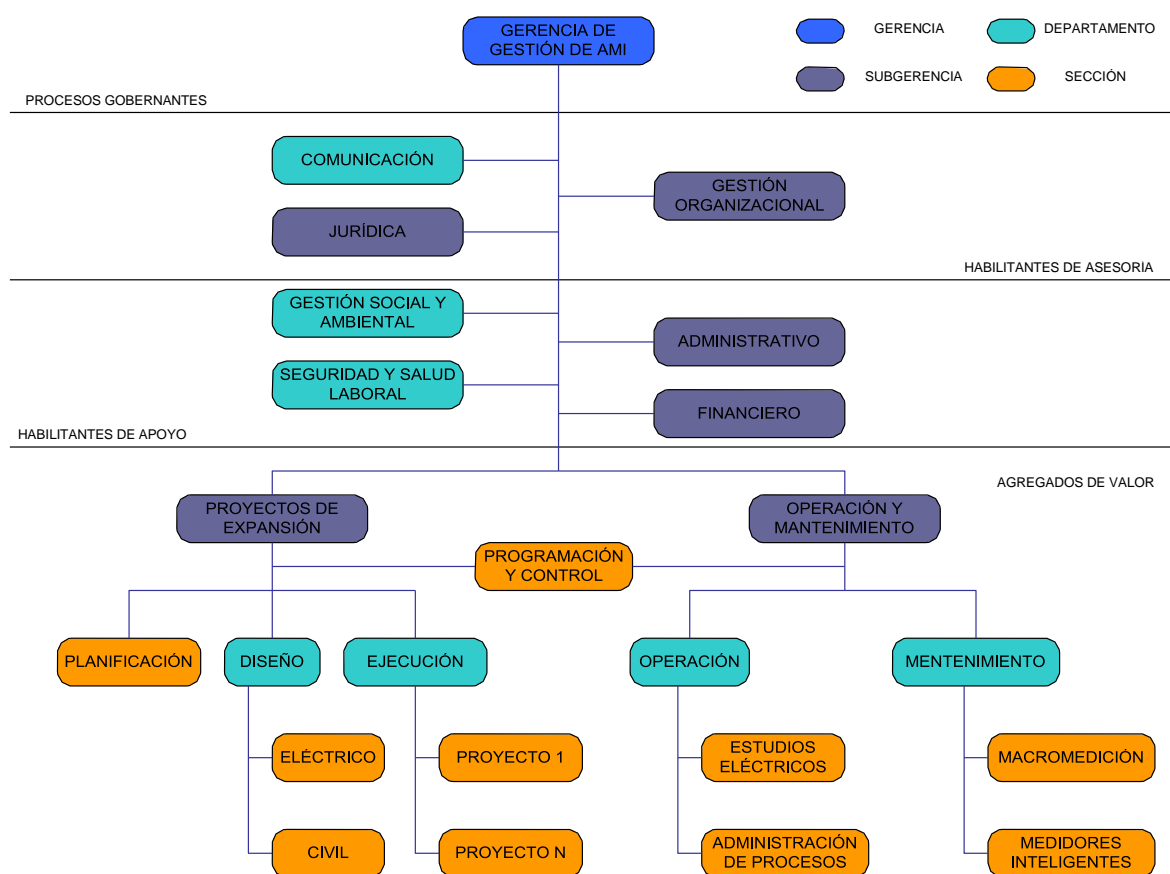 GERENCIA DE
GESTIÓN DE AMI
GERENCIA
DEPARTAMENTO
SUBGERENCIA
SECCIÓN
PROCESOS GOBERNANTES
COMUNICACIÓN
GESTIÓN
ORGANIZACIONAL
JURÍDICA
HABILITANTES DE ASESORIA
GESTIÓN SOCIAL Y
AMBIENTAL
ADMINISTRATIVO
SEGURIDAD Y SALUD
LABORAL
FINANCIERO
HABILITANTES DE APOYO
AGREGADOS DE VALOR
PROYECTOS DE
EXPANSIÓN
OPERACIÓN Y
MANTENIMIENTO
PROGRAMACIÓN
Y CONTROL
PLANIFICACIÓN
DISEÑO
EJECUCIÓN
OPERACIÓN
MENTENIMIENTO
ELÉCTRICO
PROYECTO 1
ESTUDIOS
ELÉCTRICOS
MACROMEDICIÓN
CIVIL
PROYECTO N
ADMINISTRACIÓN
DE PROCESOS
MEDIDORES
INTELIGENTES